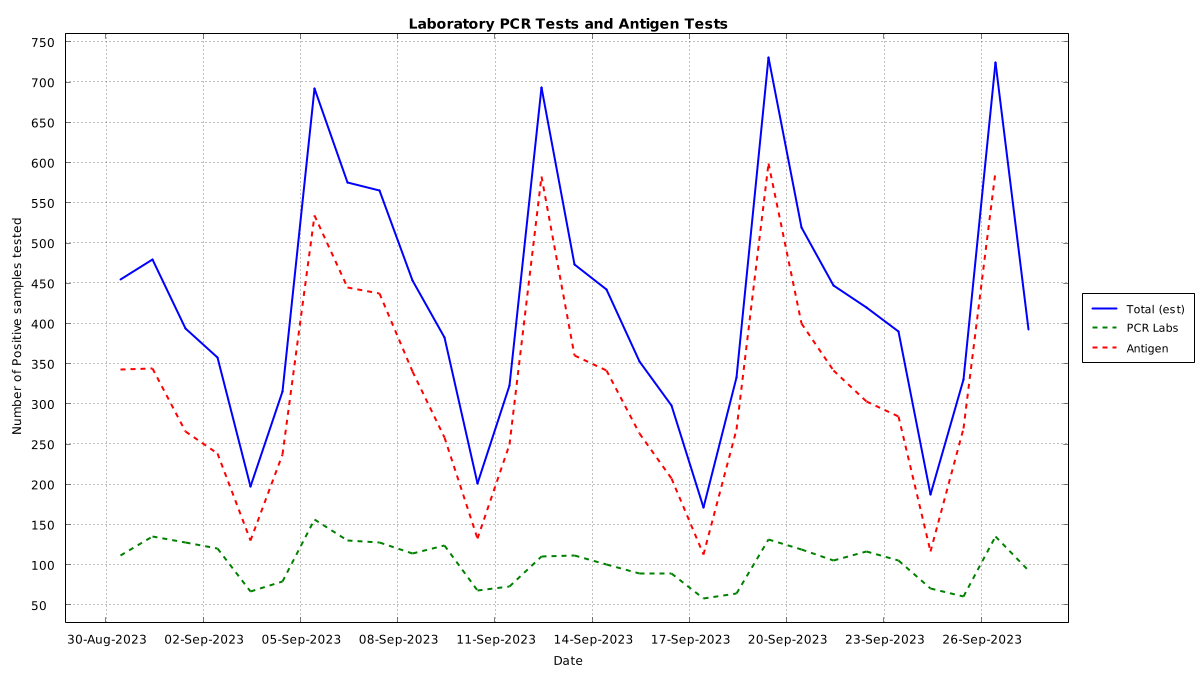 Laboratory PCR Tests and Antigen Tests
750
700
650
600
550
500
450
400
350
300
250
200
150
100
50
Number of Positive samples tested
30-Aug-2023 02-Sep-2023 05-Sep-2023 08-Sep-2023 11-Sep-2023 14-Sep-2023 17-Sep-2023 20-Sep-2023 23-Sep-2023 26-Sep-2023
Date
Total (est)
PCR Labs
Antigen